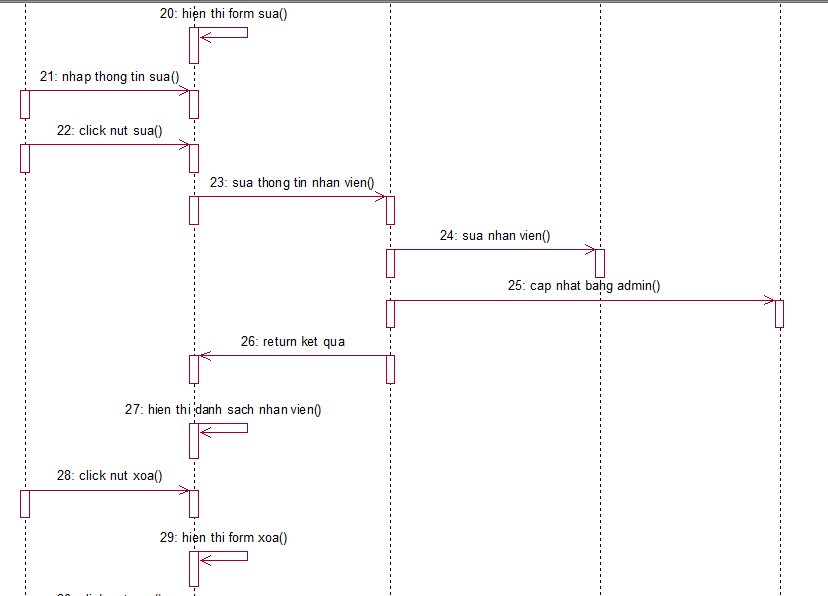 20: hien thi form sua()
21: nhap thong tin sua()
22: click nut sua()
23: sua thong tin nhan vien()
24: sua nhan vien()
25: cap nhat bang admin()
26: return ket qua
27: hien thi danh sach nhan vien()
28: click nut xoa()
29: hien thi form xoa()